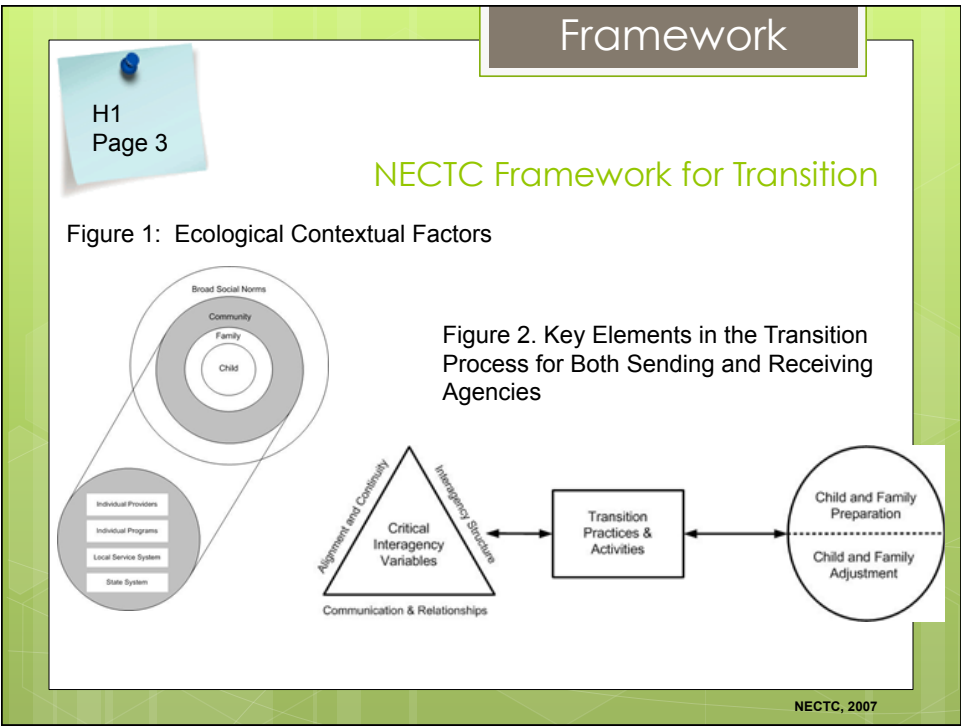 Framework
H1
Page 3
NECTC Framework for Transition
Figure 1:  Ecological Contextual Factors
Broad Social Norms
Community
Family
Child
Individual Providers
Individual Programs
Local Service System
State System
Figure 2. Key Elements in the Transition
Process for Both Sending and Receiving
Agencies
Alignment and Continuity
Interagency Structure
Critical
Interagency
Variables
Communication & Relationships
Transition
Practices &
Activities
Child and Family
Preparation
Child and Family
Adjustment
NECTC, 2007